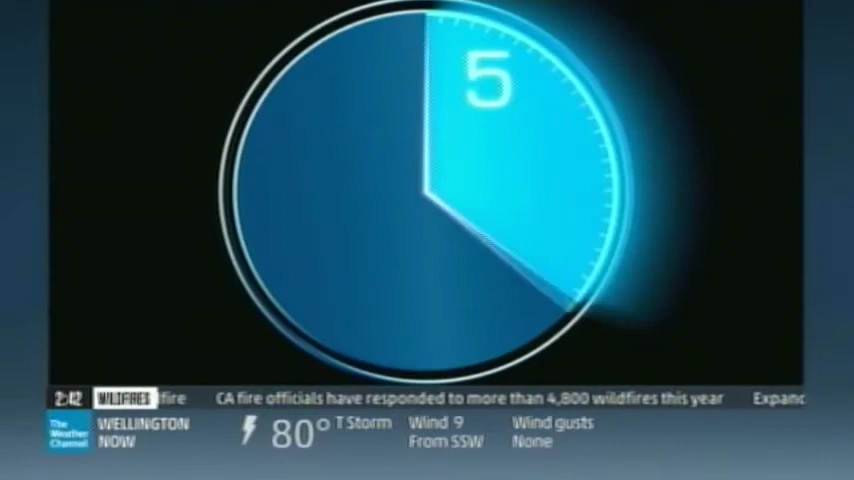 5
2:42 WILDFIRES fire CA fire officials have responded to more than 4,800 wildfires this year Expand
The Weather Channel
WELLINGTON NOW
80° T Storm
Wind 9 From SSW
Wind gusts None